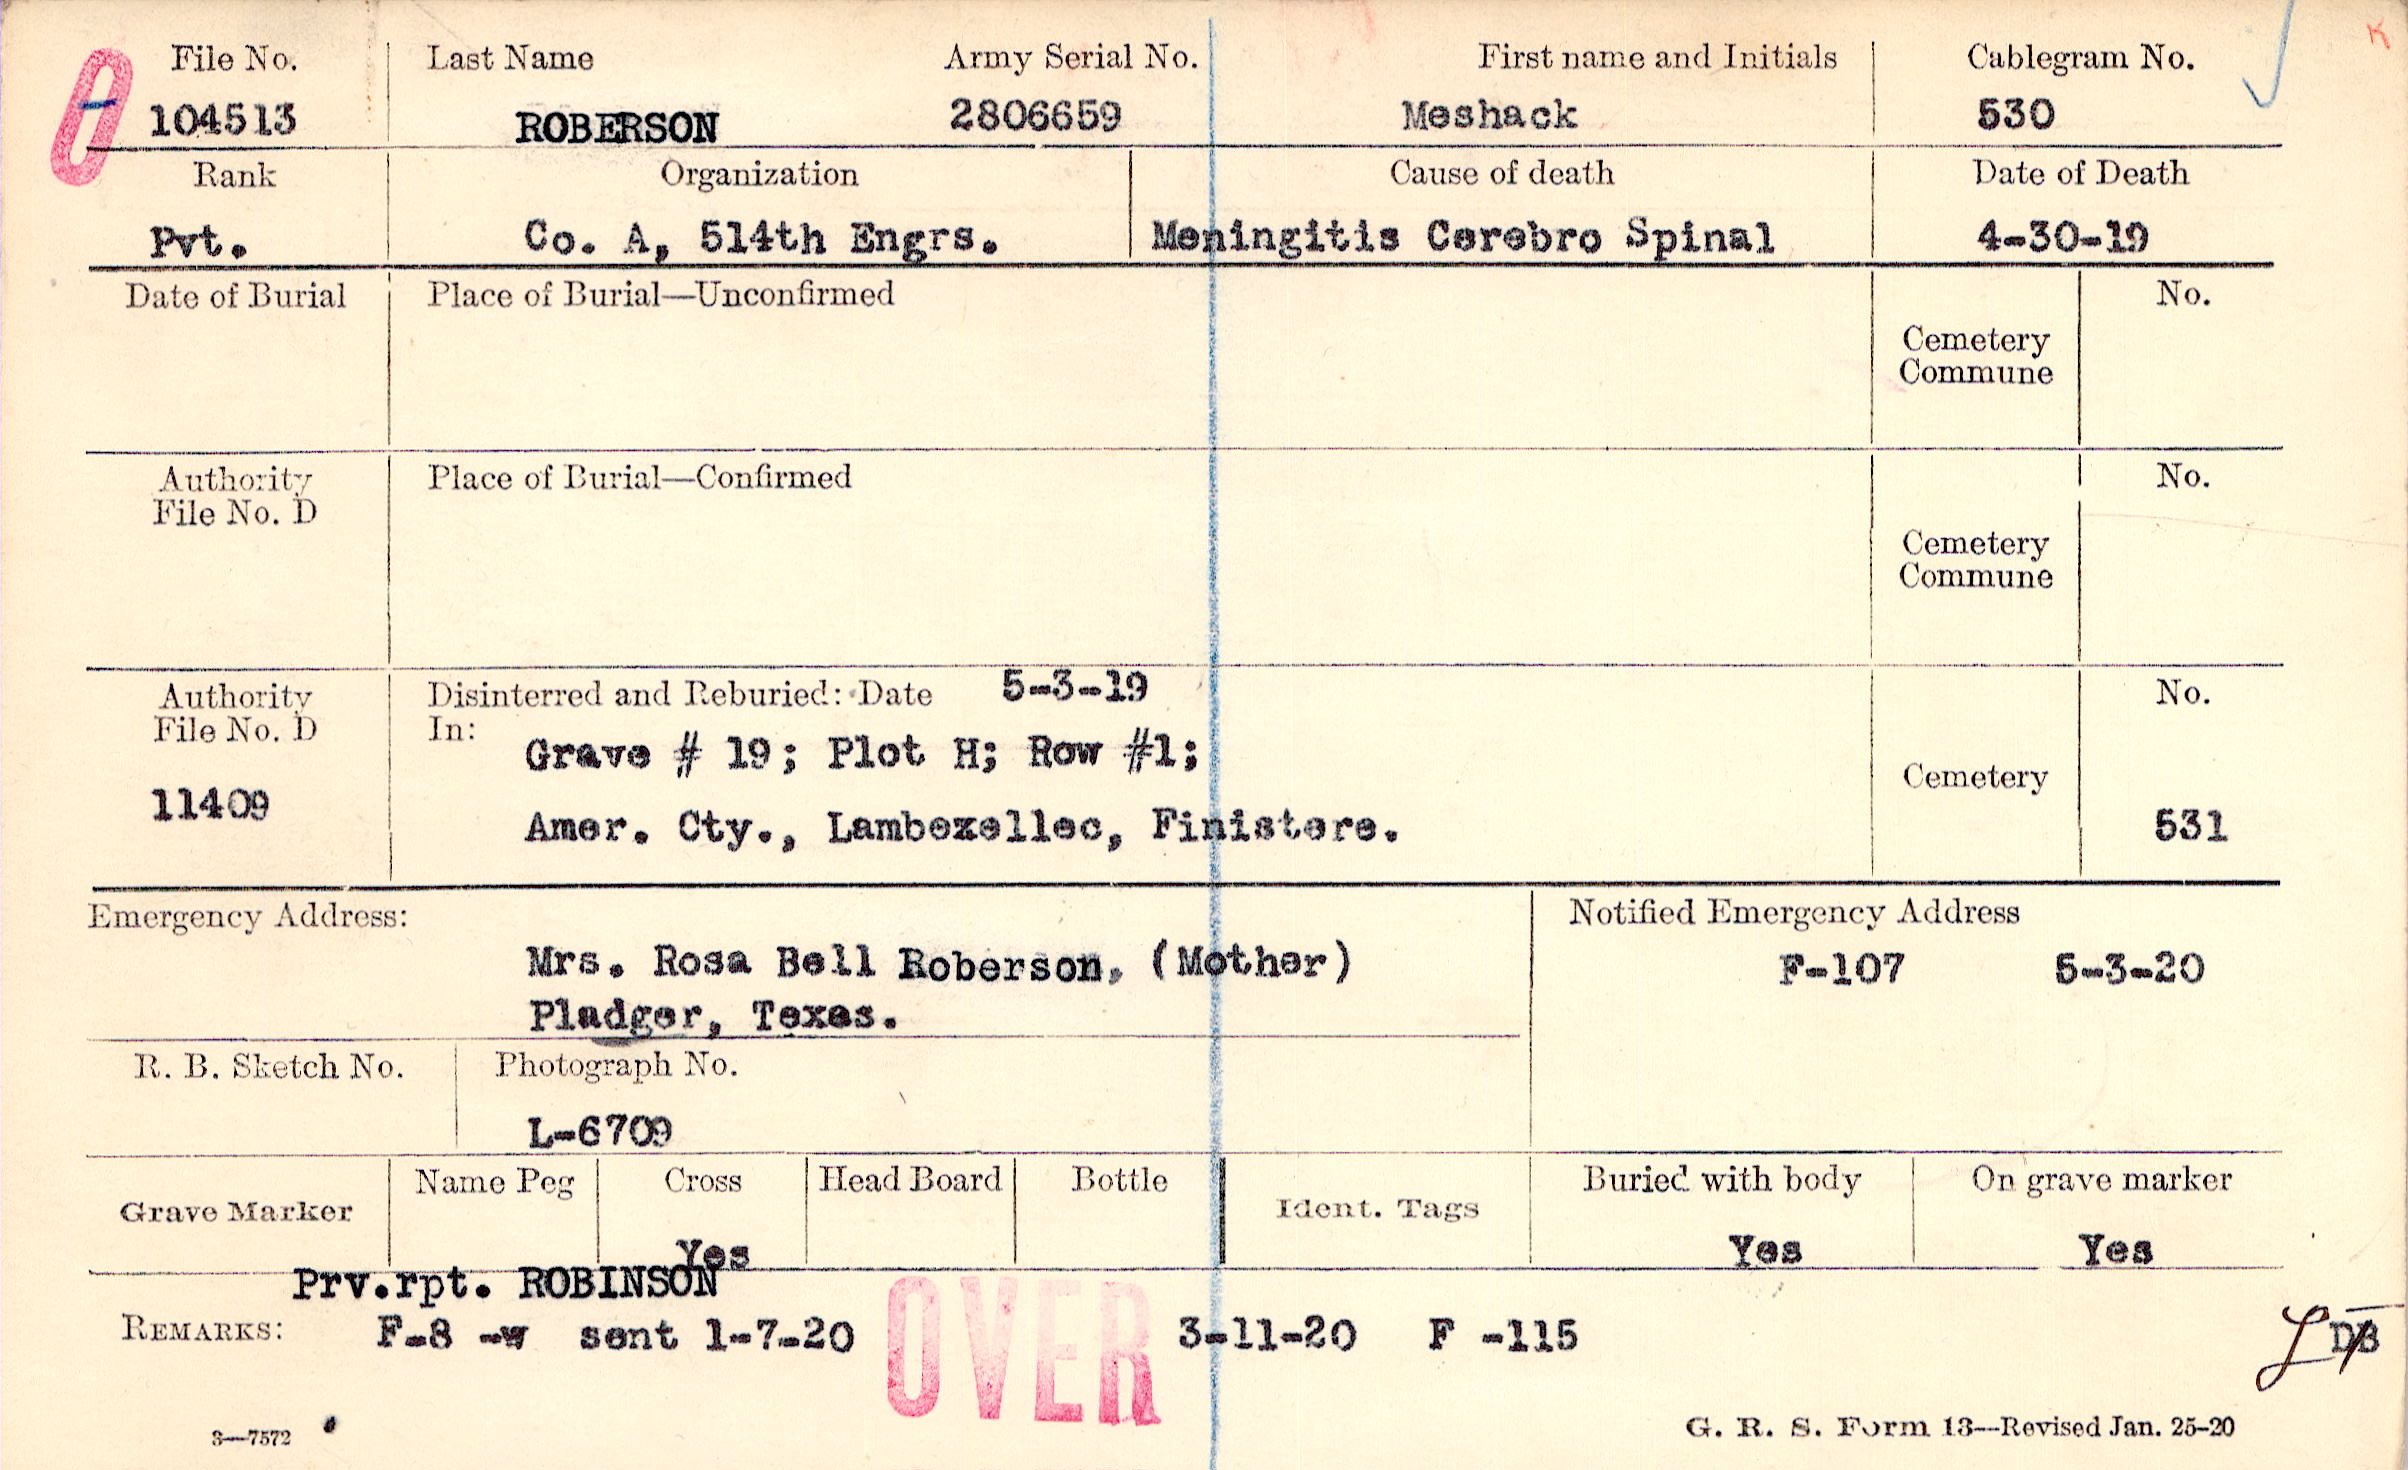 File No. Last Name Army Serial No. First name and Initials Cablegram No.
104513 ROBERSON 2806659 Meshack 530
Rank Organization Cause of death Date of Death
Pvt. Co. A, 514th Engrs. Meningitis Cerebro Spinal 4-30-19
Date of Burial Place of Burial—Unconfirmed No.
Cemetery
Commune
Authority Place of Burial—Confirmed No.
File No. D
Cemetery
Commune
Authority Disinterred and Reburied: Date 5-3-19 No.
File No. D In:
Grave # 19; Plot H; Row #1;
Cemetery
11409 Amer. Cty., Lambezellec, Finistere. 531
Emergency Address: Notified Emergency Address
Mrs. Rosa Bell Roberson, (Mother) F-107 5-3-20
Pladger, Texas.
R. B. Sketch No. Photograph No.
L-6709
Grave Marker Name Peg Cross Head Board Bottle Ident. Tags Buried with body On grave marker
Yes Yes Yes
Prv.rpt. ROBINSON
REMARKS: F-8 -w sent 1-7-20 OVER 3-11-20 F -115
3—7572 G. R. S. Form 13—Revised Jan. 25-20